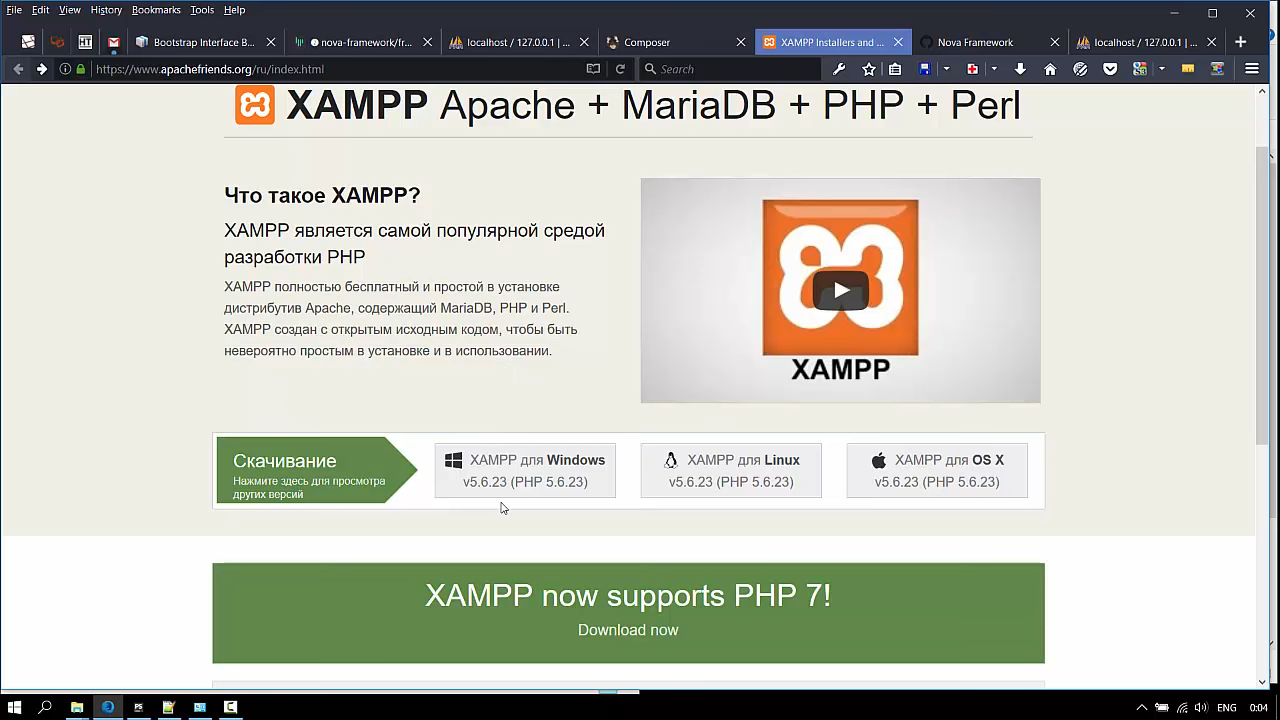 File Edit View History Bookmarks Tools Help
Bootstrap Interface B...
nova-framework/fr...
localhost / 127.0.0.1 | ...
Composer
XAMPP Installers and ...
Nova Framework
localhost / 127.0.0.1 | ...
https://www.apachefriends.org/ru/index.html
Search
XAMPP Apache + MariaDB + PHP + Perl
Что такое XAMPP?
XAMPP является самой популярной средой
разработки PHP
XAMPP полностью бесплатный и простой в установке
дистрибутив Apache, содержащий MariaDB, PHP и Perl.
XAMPP создан с открытым исходным кодом, чтобы быть
невероятно простым в установке и в использовании.
XAMPP
Скачивание
Нажмите здесь для просмотра
других версий
XAMPP для Windows
v5.6.23 (PHP 5.6.23)
XAMPP для Linux
v5.6.23 (PHP 5.6.23)
XAMPP для OS X
v5.6.23 (PHP 5.6.23)
XAMPP now supports PHP 7!
Download now
ENG
0:04